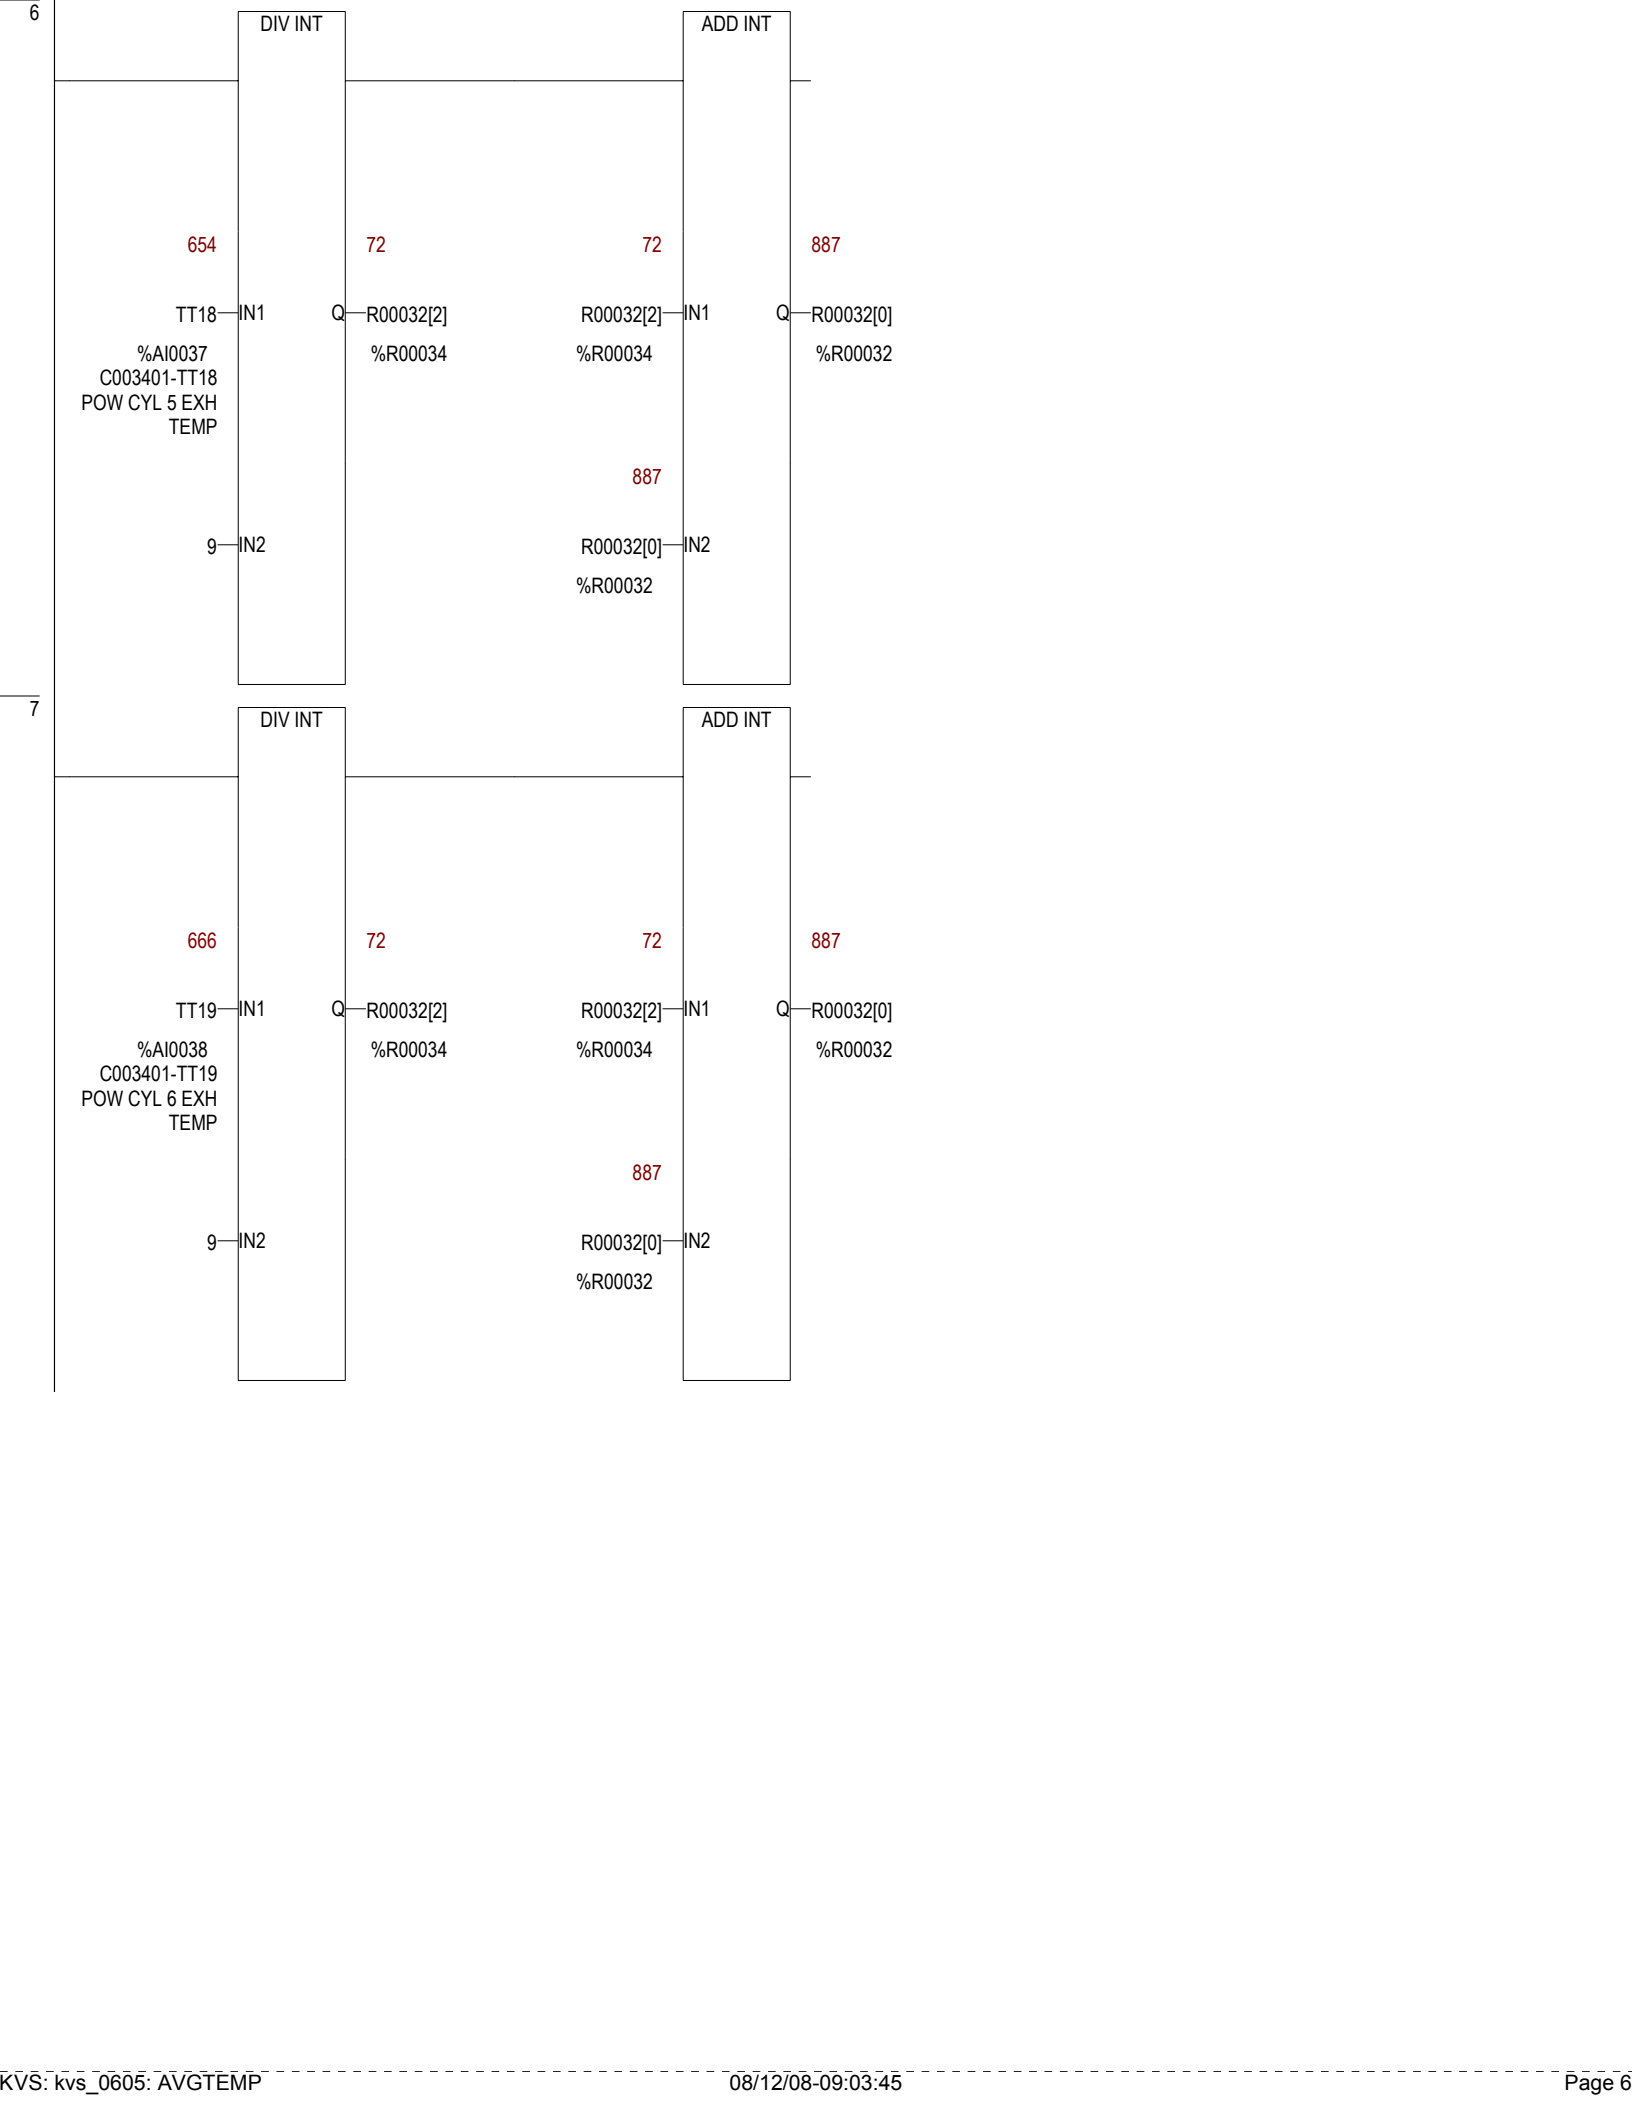 6
DIV INT ADD INT
654 72 72 887
TT18 IN1 Q R00032[2] R00032[2] IN1 Q R00032[0]
%AI0037 %R00034 %R00034 %R00032
C003401-TT18
POW CYL 5 EXH
TEMP
887
9 IN2 R00032[0] IN2
%R00032
7
DIV INT ADD INT
666 72 72 887
TT19 IN1 Q R00032[2] R00032[2] IN1 Q R00032[0]
%AI0038 %R00034 %R00034 %R00032
C003401-TT19
POW CYL 6 EXH
TEMP
887
9 IN2 R00032[0] IN2
%R00032
KVS: kvs_0605: AVGTEMP 08/12/08-09:03:45 Page 6